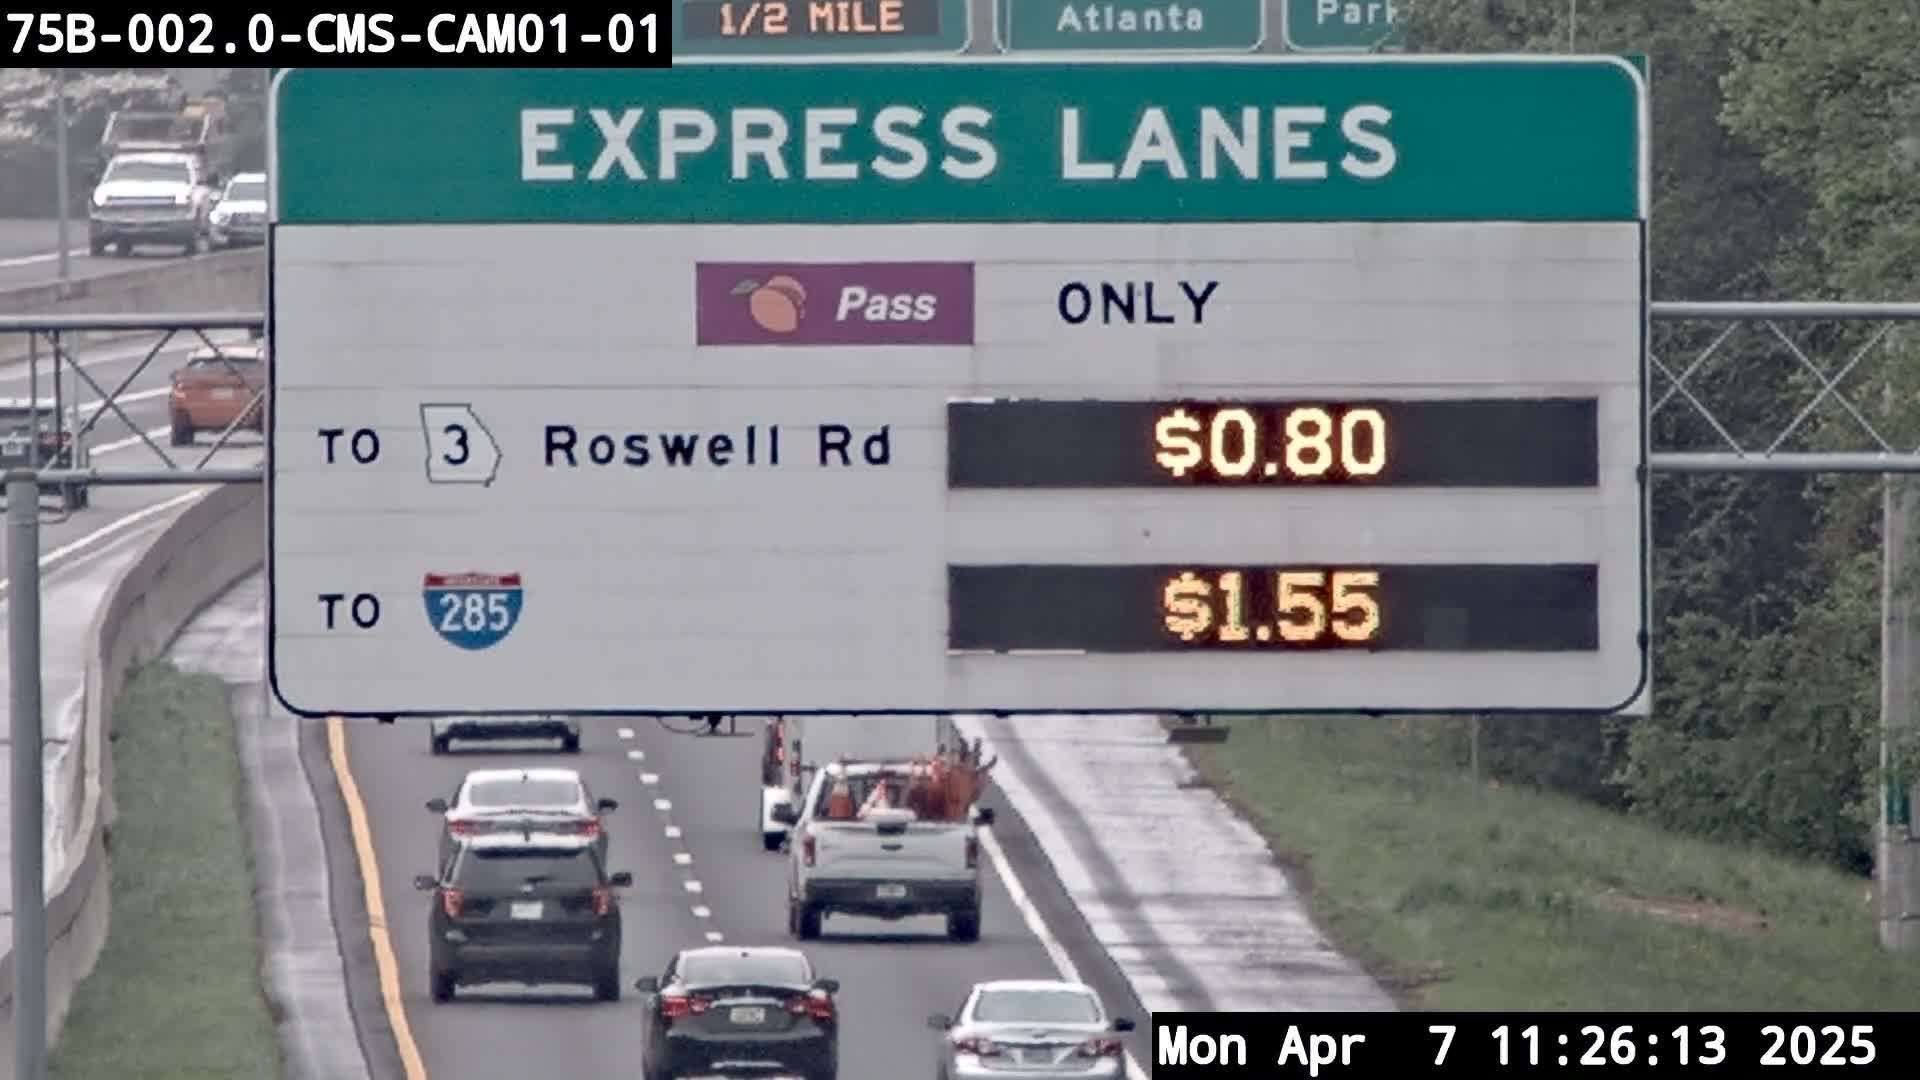 75B-002.0-CMS-CAM01-01
1/2 MILE
Atlanta
Park
EXPRESS LANES
Pass ONLY
TO 3 Roswell Rd $0.80
TO 285 $1.55
Mon Apr 7 11:26:13 2025